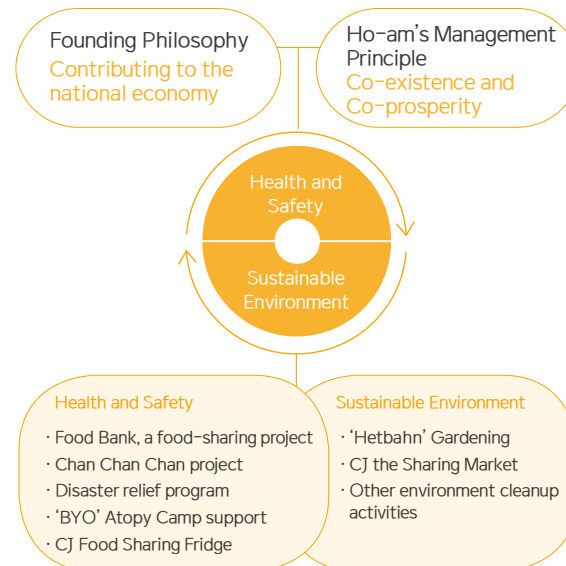 Founding Philosophy
Contributing to the
national economy
Ho-am's Management
Principle
Co-existence and
Co-prosperity
Health and
Safety
Sustainable
Environment
Health and Safety
· Food Bank, a food-sharing project
· Chan Chan Chan project
· Disaster relief program
· 'BYO' Atopy Camp support
· CJ Food Sharing Fridge
Sustainable Environment
· 'Hetbahn' Gardening
· CJ the Sharing Market
· Other environment cleanup
activities